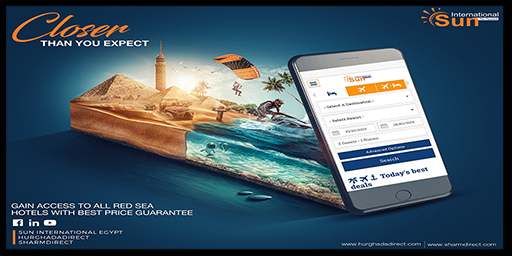 Closer
THAN YOU EXPECT
International
Sun
International
Sun
- Select A Destination -
- Select Resort -
Advanced Options
Search
Today's best
deals
GAIN ACCESS TO ALL RED SEA
HOTELS WITH BEST PRICE GUARANTEE
SUN INTERNATIONAL EGYPT
HURGHADADIRECT
SHARMDIRECT
www.hurghadadirect.com | www.sharmdirect.com